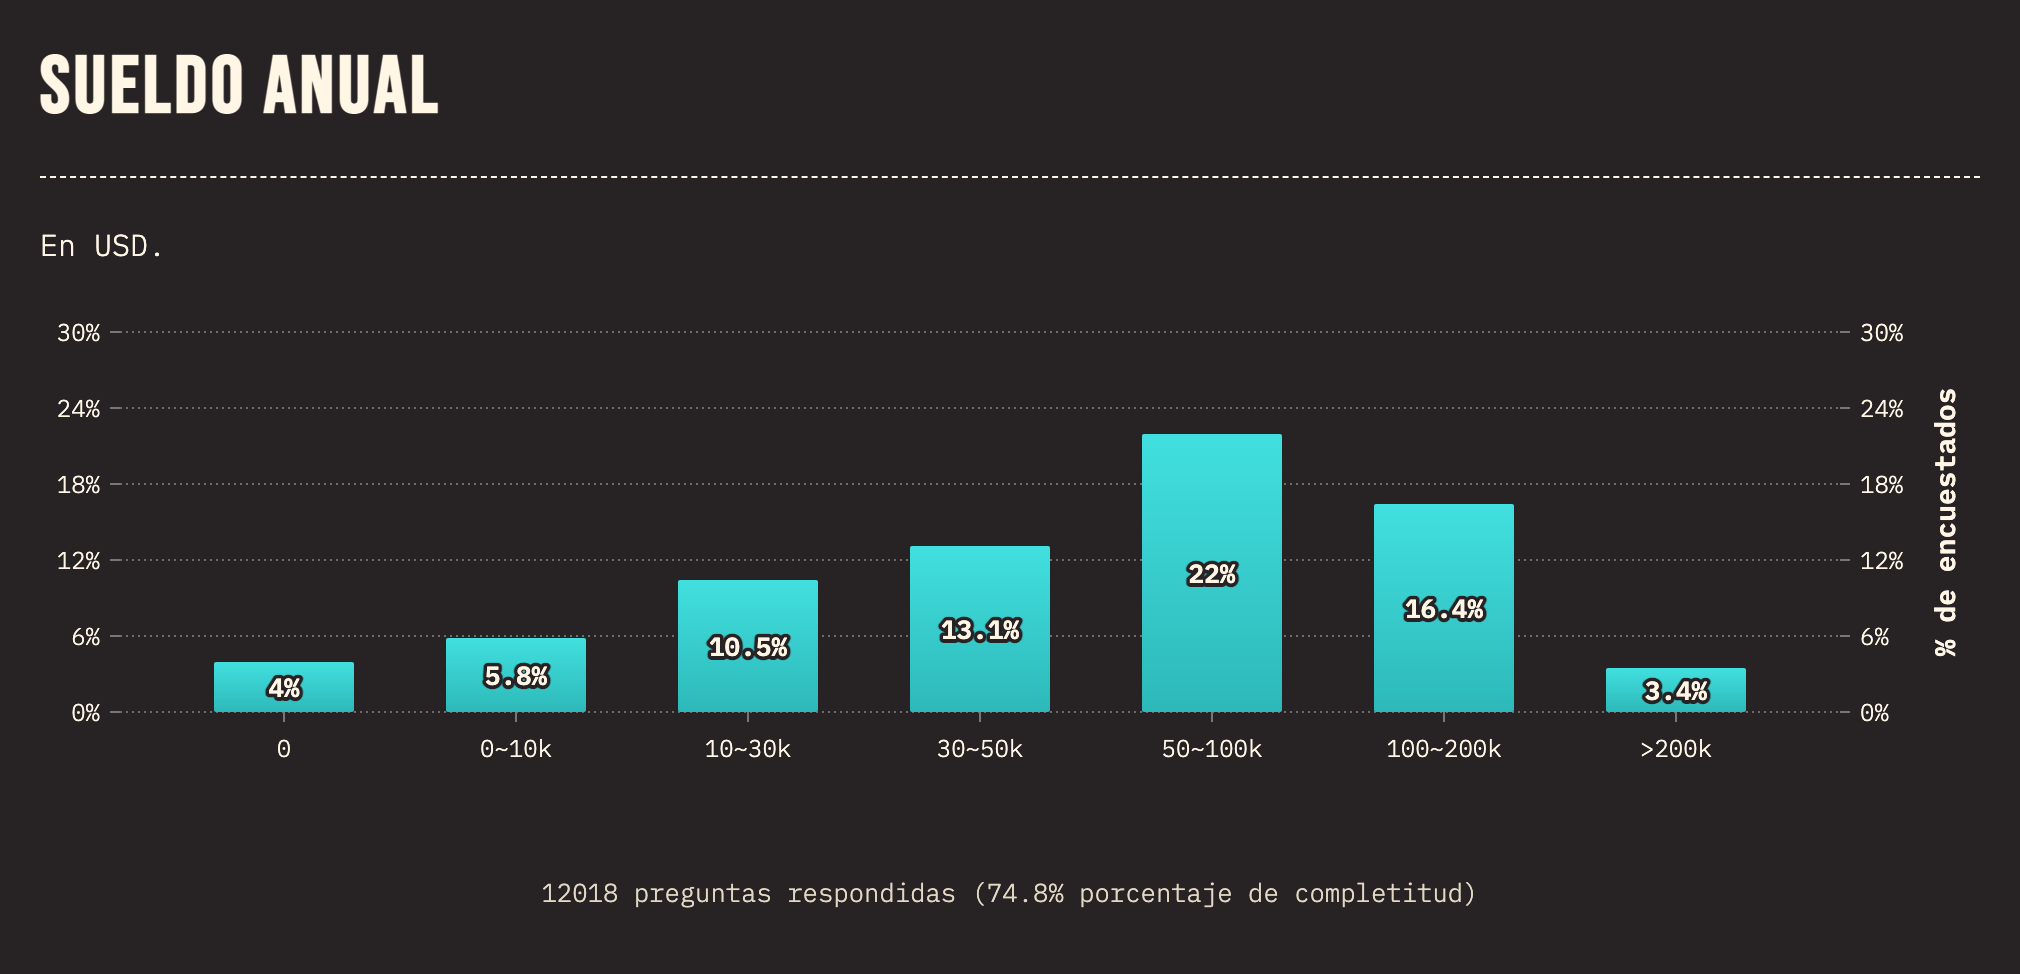 SUELDO ANUAL
En USD.
30% 30%
24% 24%
18% 18%
12% 12%
6% 6%
0% 0%
% de encuestados
4% 5.8% 10.5% 13.1% 22% 16.4% 3.4%
0 0~10k 10~30k 30~50k 50~100k 100~200k >200k
12018 preguntas respondidas (74.8% porcentaje de completitud)